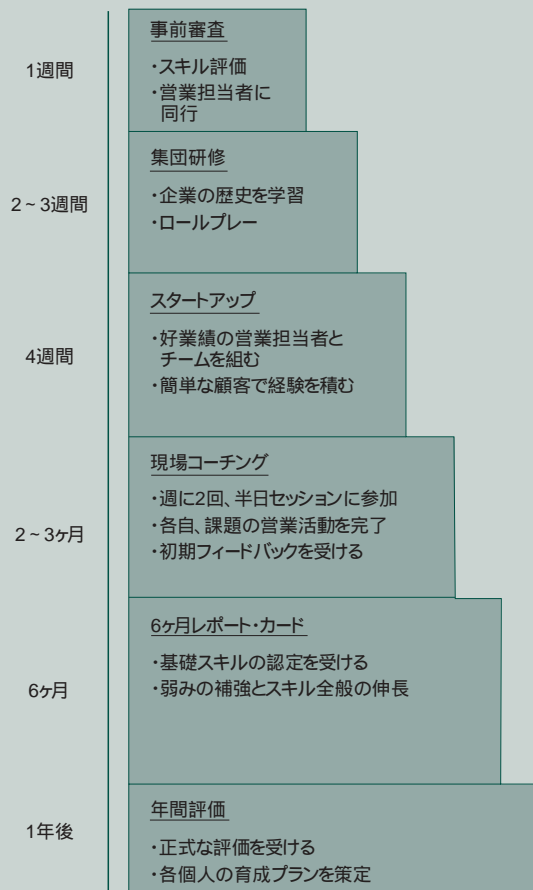 1週間
事前審査
・スキル評価
・営業担当者に
同行
2~3週間
集団研修
・企業の歴史を学習
・ロールプレー
4週間
スタートアップ
・好業績の営業担当者と
チームを組む
・簡単な顧客で経験を積む
2~3ヶ月
現場コーチング
・週に2回、半日セッションに参加
・各自、課題の営業活動を完了
・初期フィードバックを受ける
6ヶ月
6ヶ月レポート・カード
・基礎スキルの認定を受ける
・弱みの補強とスキル全般の伸長
1年後
年間評価
・正式な評価を受ける
・各個人の育成プランを策定